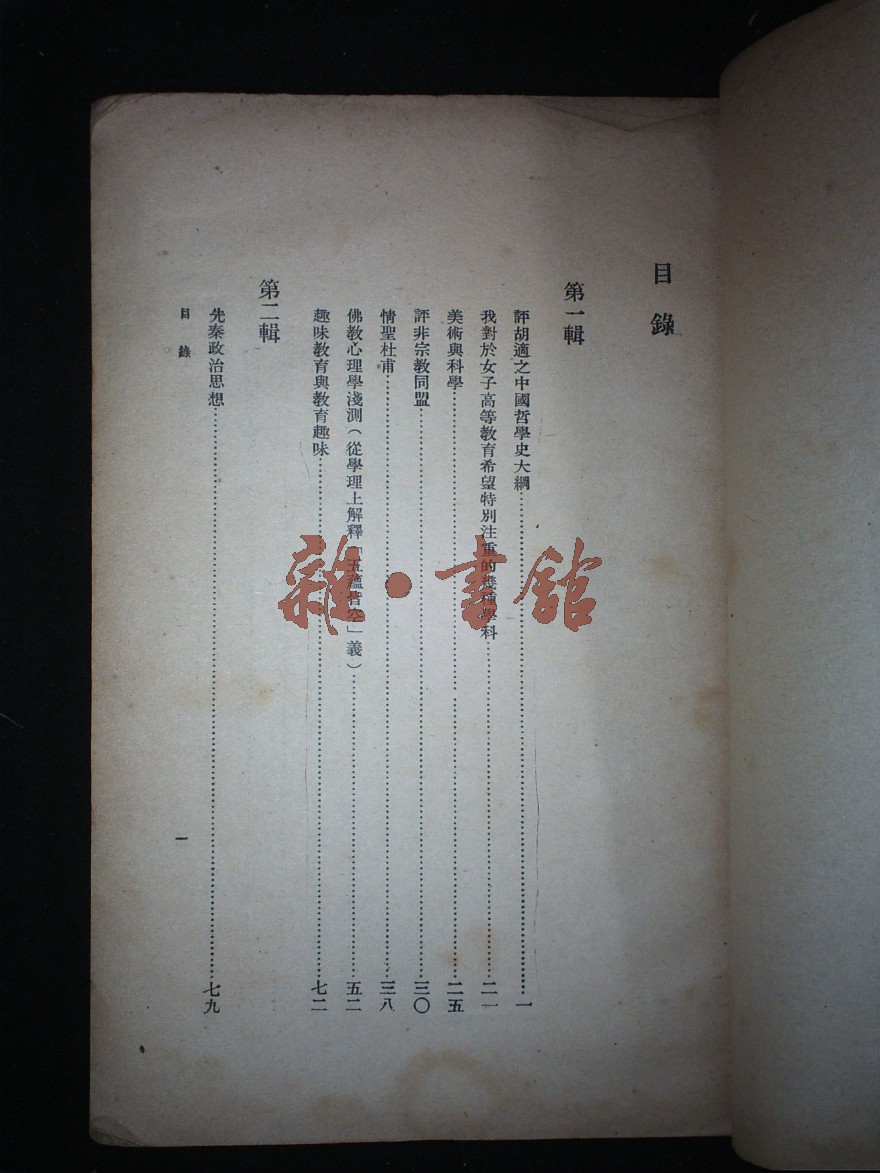 目錄
第一輯
評胡適之中國哲學史大綱……一
我對於女子高等教育希望特別注重的幾種學科……二一
美術與科學……二五
評非宗教同盟……三〇
情聖杜甫……三八
佛教心理學淺測(從學理上解釋「五蘊皆空」義)……五二
趣味教育與教育趣味……七二
第二輯
先秦政治思想……七九
目錄
一
雜·書館